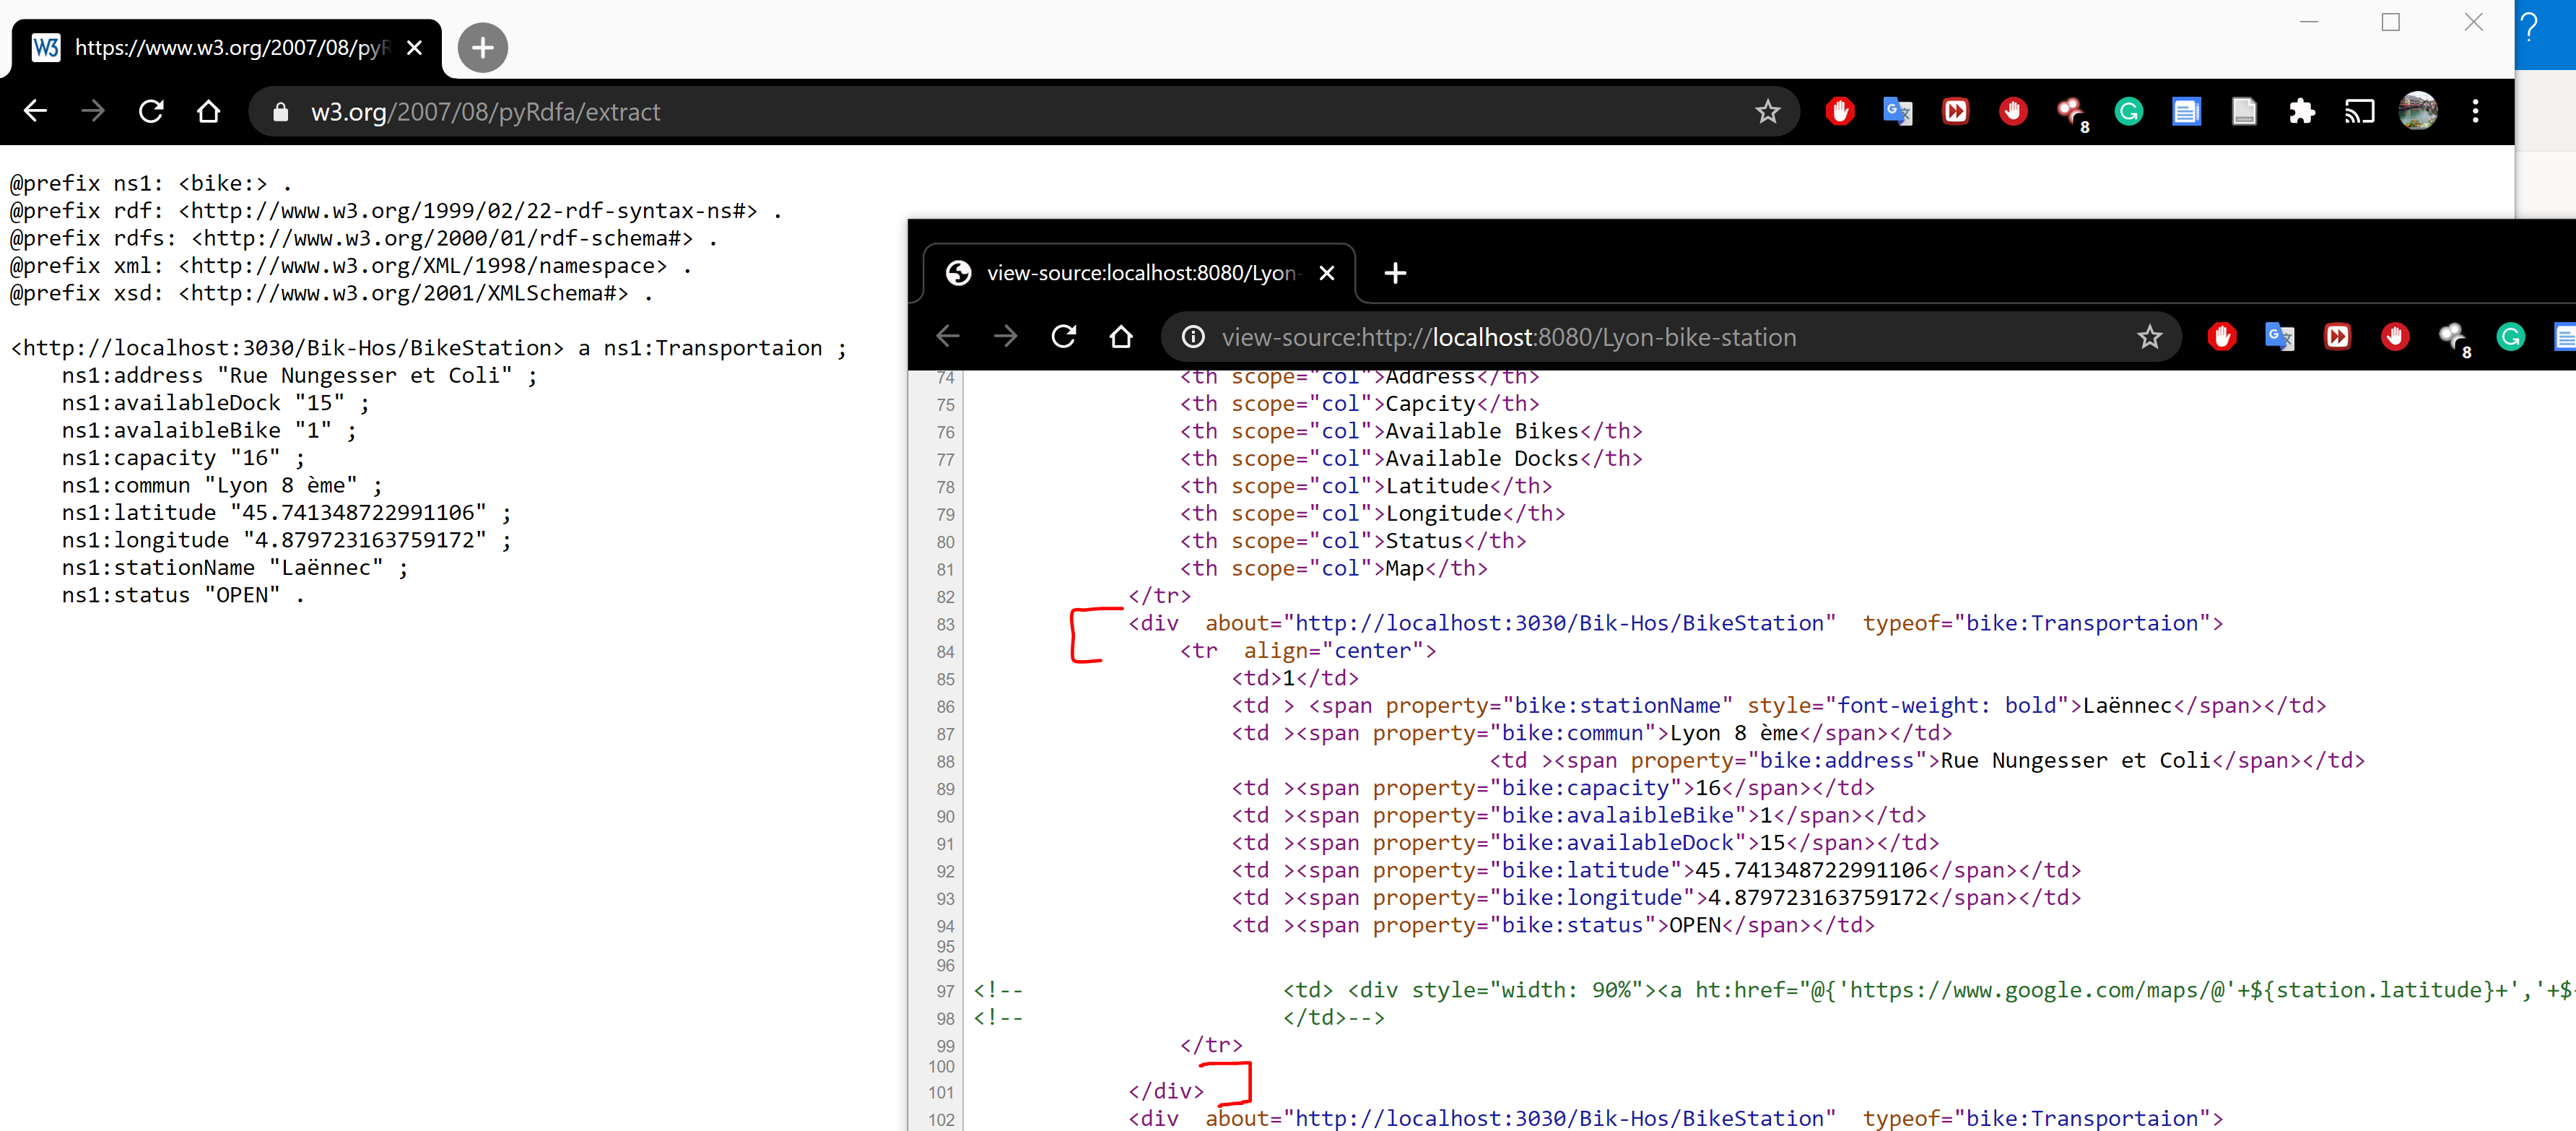 https://www.w3.org/2007/08/pyR
w3.org/2007/08/pyRdfa/extract
8
@prefix ns1: <bike:> .
@prefix rdf: <http://www.w3.org/1999/02/22-rdf-syntax-ns#> .
@prefix rdfs: <http://www.w3.org/2000/01/rdf-schema#> .
@prefix xml: <http://www.w3.org/XML/1998/namespace> .
@prefix xsd: <http://www.w3.org/2001/XMLSchema#> .
<http://localhost:3030/Bik-Hos/BikeStation> a ns1:Transportaion ;
ns1:address "Rue Nungesser et Coli" ;
ns1:availableDock "15" ;
ns1:avalaibleBike "1" ;
ns1:capacity "16" ;
ns1:commun "Lyon 8 ème" ;
ns1:latitude "45.741348722991106" ;
ns1:longitude "4.879723163759172" ;
ns1:stationName "Laënnec" ;
ns1:status "OPEN" .
view-source:localhost:8080/Lyon-
view-source:http://localhost:8080/Lyon-bike-station
8
74 <th scope="col">Address</th>
75 <th scope="col">Capcity</th>
76 <th scope="col">Available Bikes</th>
77 <th scope="col">Available Docks</th>
78 <th scope="col">Latitude</th>
79 <th scope="col">Longitude</th>
80 <th scope="col">Status</th>
81 <th scope="col">Map</th>
82 </tr>
83 <div  about="http://localhost:3030/Bik-Hos/BikeStation"  typeof="bike:Transportaion">
84 <tr  align="center">
85 <td>1</td>
86 <td > <span property="bike:stationName" style="font-weight: bold">Laënnec</span></td>
87 <td ><span property="bike:commun">Lyon 8 ème</span></td>
88 <td ><span property="bike:address">Rue Nungesser et Coli</span></td>
89 <td ><span property="bike:capacity">16</span></td>
90 <td ><span property="bike:avalaibleBike">1</span></td>
91 <td ><span property="bike:availableDock">15</span></td>
92 <td ><span property="bike:latitude">45.741348722991106</span></td>
93 <td ><span property="bike:longitude">4.879723163759172</span></td>
94 <td ><span property="bike:status">OPEN</span></td>
95
96
97 <!-- <td> <div style="width: 90%"><a ht:href="@{'https://www.google.com/maps/@'+${station.latitude}+','+$
98 <!-- </td>-->
99 </tr>
100
101 </div>
102 <div  about="http://localhost:3030/Bik-Hos/BikeStation"  typeof="bike:Transportaion">